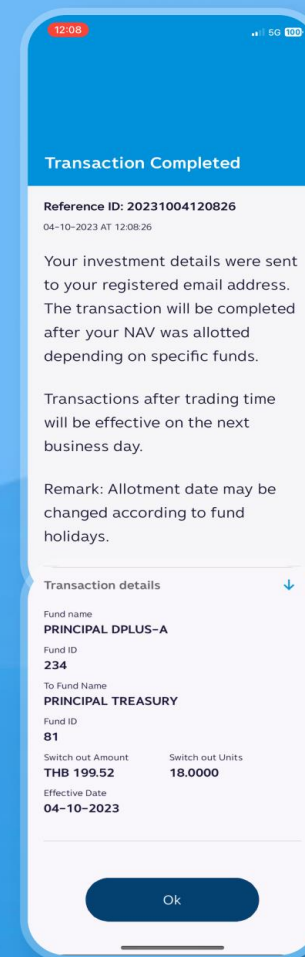 12:08
5G 100
Transaction Completed
Reference ID: 20231004120826
04-10-2023 AT 12:08:26
Your investment details were sent
to your registered email address.
The transaction will be completed
after your NAV was allotted
depending on specific funds.
Transactions after trading time
will be effective on the next
business day.
Remark: Allotment date may be
changed according to fund
holidays.
Transaction details
Fund name
PRINCIPAL DPLUS-A
Fund ID
234
To Fund Name
PRINCIPAL TREASURY
Fund ID
81
Switch out Amount Switch out Units
THB 199.52 18.0000
Effective Date
04-10-2023
Ok